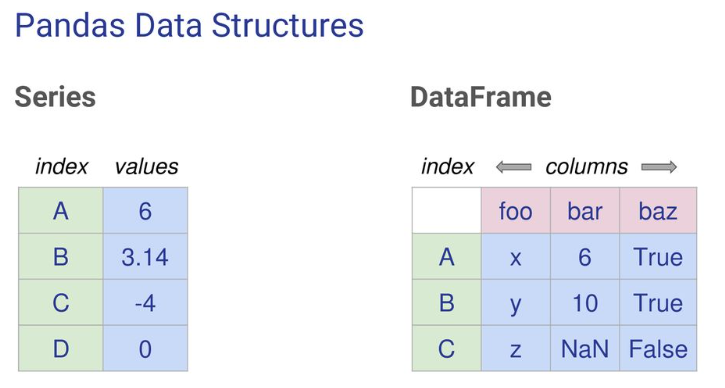 Pandas Data Structures
Series
index values
A 6
B 3.14
C -4
D 0
DataFrame
index columns
foo bar baz
A x 6 True
B y 10 True
C z NaN False